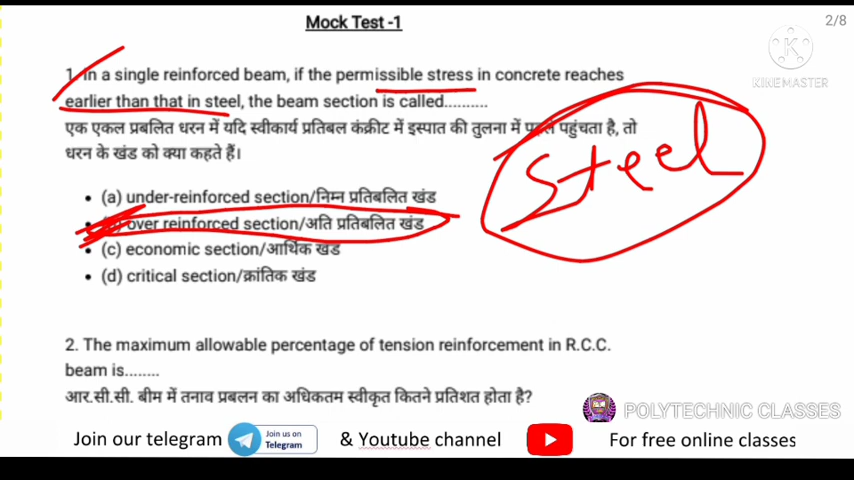 Mock Test -1
2/8
KINEMASTER
1. In a single reinforced beam, if the permissible stress in concrete reaches
earlier than that in steel, the beam section is called..........
एक एकल प्रबलित धरन में यदि स्वीकार्य प्रतिबल कंक्रीट में इस्पात की तुलना में पहले पहुंचता है, तो
धरन के खंड को क्या कहते हैं।
Steel
• (a) under-reinforced section/निम्न प्रतिबलित खंड
• (b) over reinforced section/अति प्रतिबलित खंड
• (c) economic section/आर्थिक खंड
• (d) critical section/क्रांतिक खंड
2. The maximum allowable percentage of tension reinforcement in R.C.C.
beam is........
आर.सी.सी. बीम में तनाव प्रबलन का अधिकतम स्वीकृत कितने प्रतिशत होता है?
POLYTECHNIC CLASSES
Join our telegram Join us on Telegram & Youtube channel For free online classes